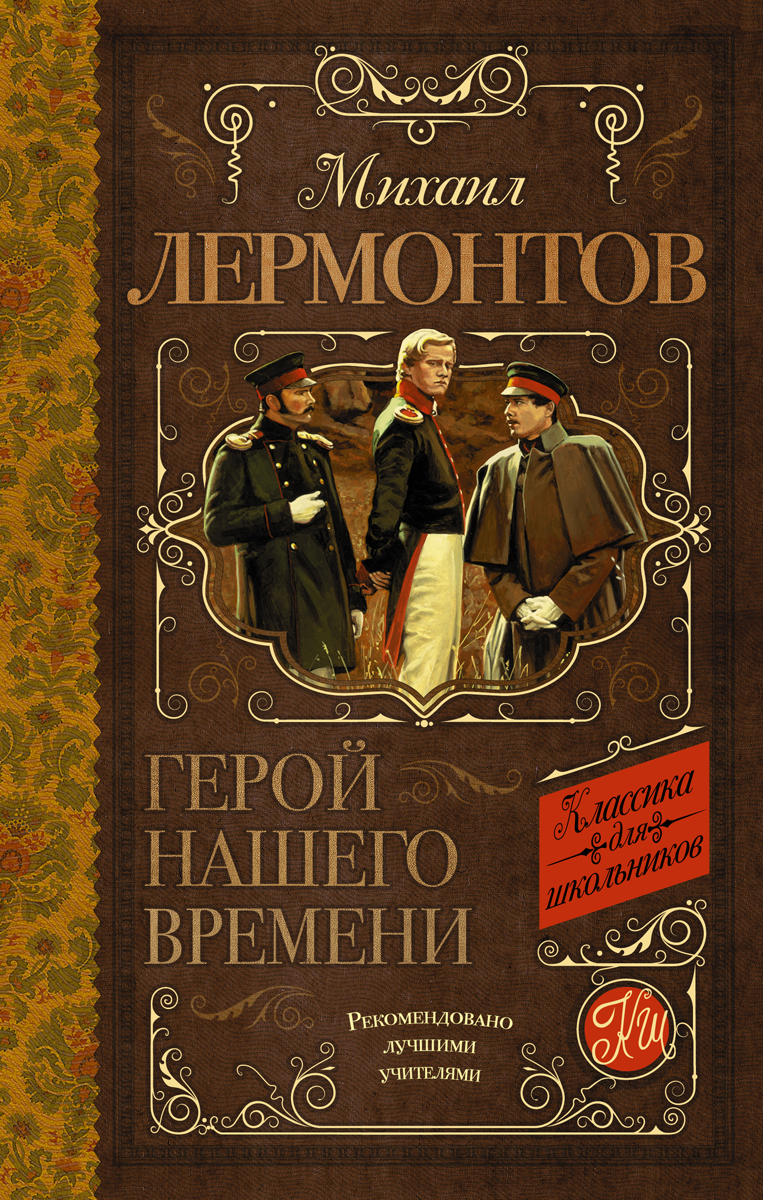 Михаил
ЛЕРМОНТОВ
ГЕРОЙ
НАШЕГО
ВРЕМЕНИ
Классика
для
школьников
Рекомендовано
лучшими
учителями
КШ